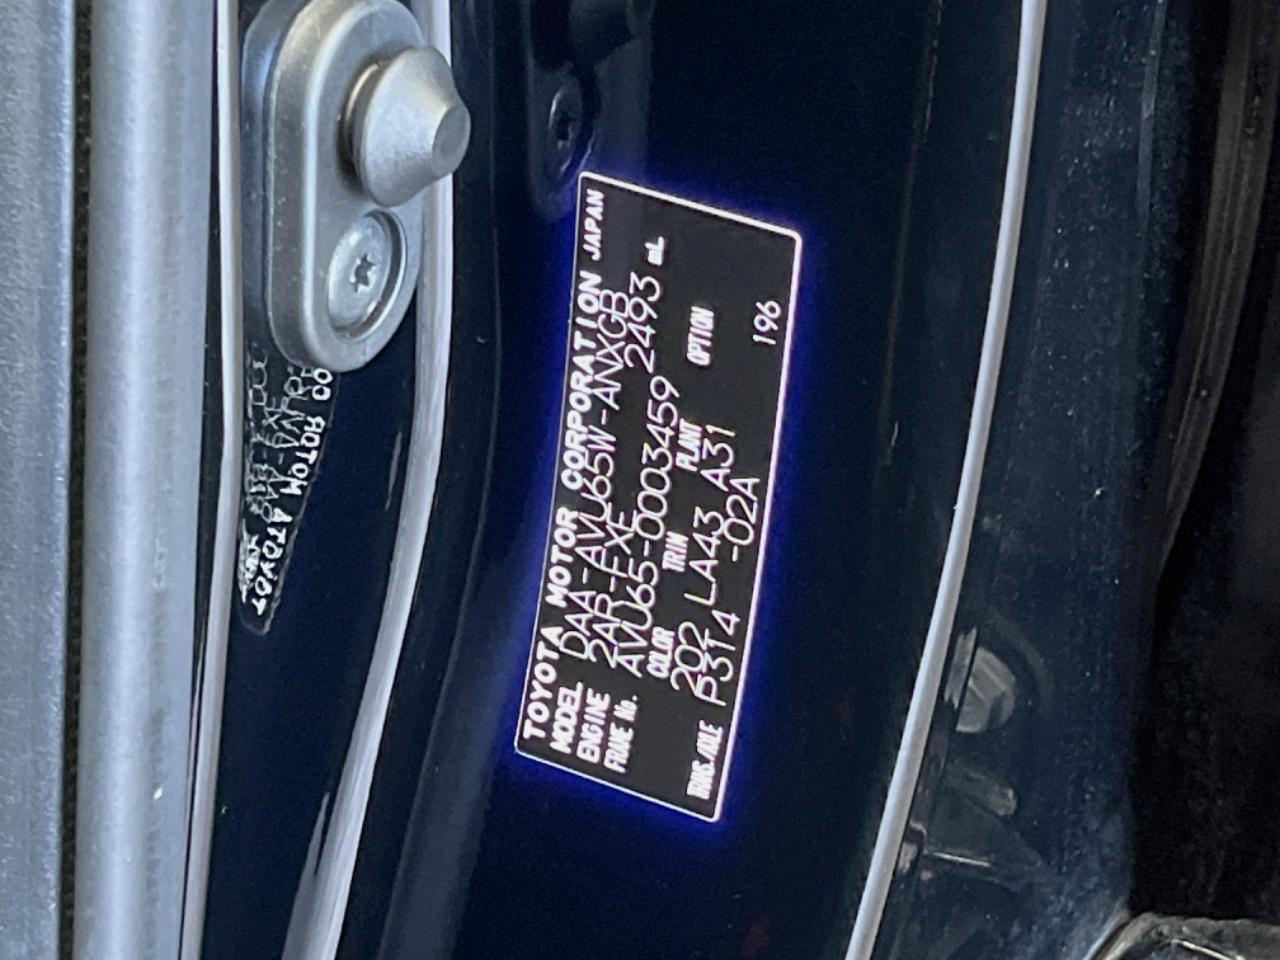 TOYOTA MOTOR CORPORATION JAPAN
MODEL DAA-AVU65W-ANXGB
ENGINE 2AR-FXE 2493 mL
FRAME No. AVU65-0003459
COLOR TRIM PLANT OPTION
202 LA43 A31
TRANS./AXLE P314 -02A 196